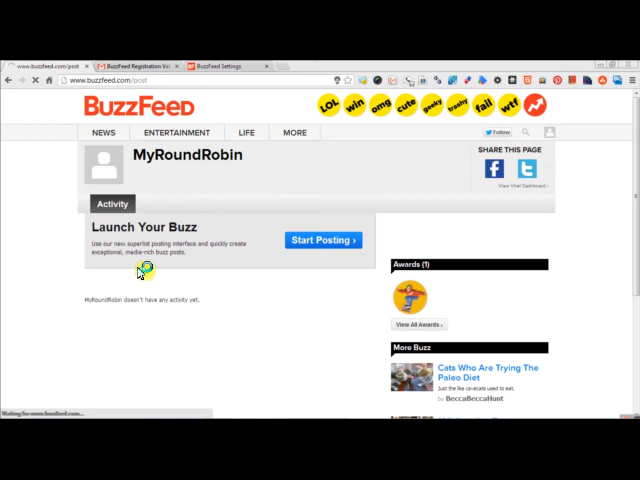 www.buzzfeed.com/post
BuzzFeed Registration Val
BuzzFeed Settings
www.buzzfeed.com/post
BuzzFeed
LOL win omg cute geeky trashy fail wtf
NEWS ENTERTAINMENT LIFE MORE
Follow
MyRoundRobin
SHARE THIS PAGE
View Viral Dashboard ›
Activity
Launch Your Buzz
Use our new superlist posting interface and quickly create
exceptional, media-rich buzz posts.
Start Posting ›
MyRoundRobin doesn't have any activity yet.
Awards (1)
View All Awards ›
More Buzz
Cats Who Are Trying The
Paleo Diet
Just the like cavecats used to eat.
by BeccaBeccaHunt
Waiting for www.buzzfeed.com...